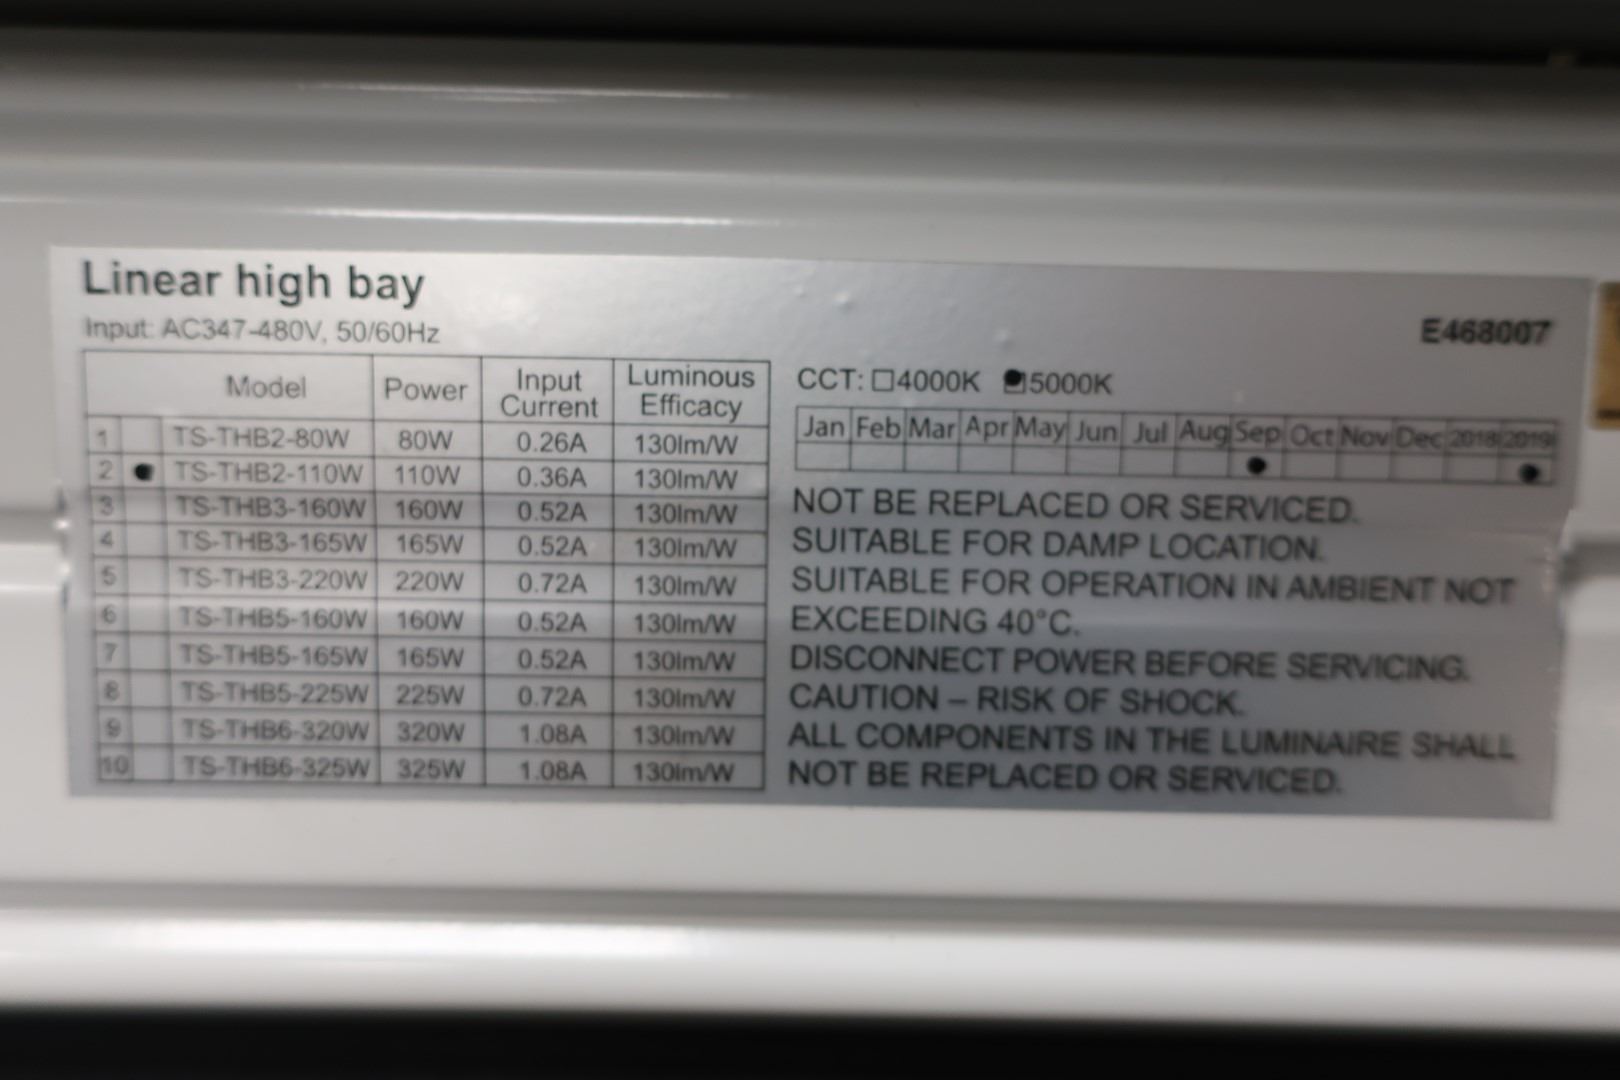 Linear high bay
Input: AC347-480V, 50/60Hz
E468007
Model Power Input Current Luminous Efficacy
1 TS-THB2-80W 80W 0.26A 130lm/W
2 ● TS-THB2-110W 110W 0.36A 130lm/W
3 TS-THB3-160W 160W 0.52A 130lm/W
4 TS-THB3-165W 165W 0.52A 130lm/W
5 TS-THB3-220W 220W 0.72A 130lm/W
6 TS-THB5-160W 160W 0.52A 130lm/W
7 TS-THB5-165W 165W 0.52A 130lm/W
8 TS-THB5-225W 225W 0.72A 130lm/W
9 TS-THB6-320W 320W 1.08A 130lm/W
10 TS-THB6-325W 325W 1.08A 130lm/W
CCT: □4000K ●5000K
Jan Feb Mar Apr May Jun Jul Aug Sep Oct Nov Dec 2018 2019
NOT BE REPLACED OR SERVICED.
SUITABLE FOR DAMP LOCATION.
SUITABLE FOR OPERATION IN AMBIENT NOT
EXCEEDING 40°C.
DISCONNECT POWER BEFORE SERVICING.
CAUTION – RISK OF SHOCK.
ALL COMPONENTS IN THE LUMINAIRE SHALL
NOT BE REPLACED OR SERVICED.